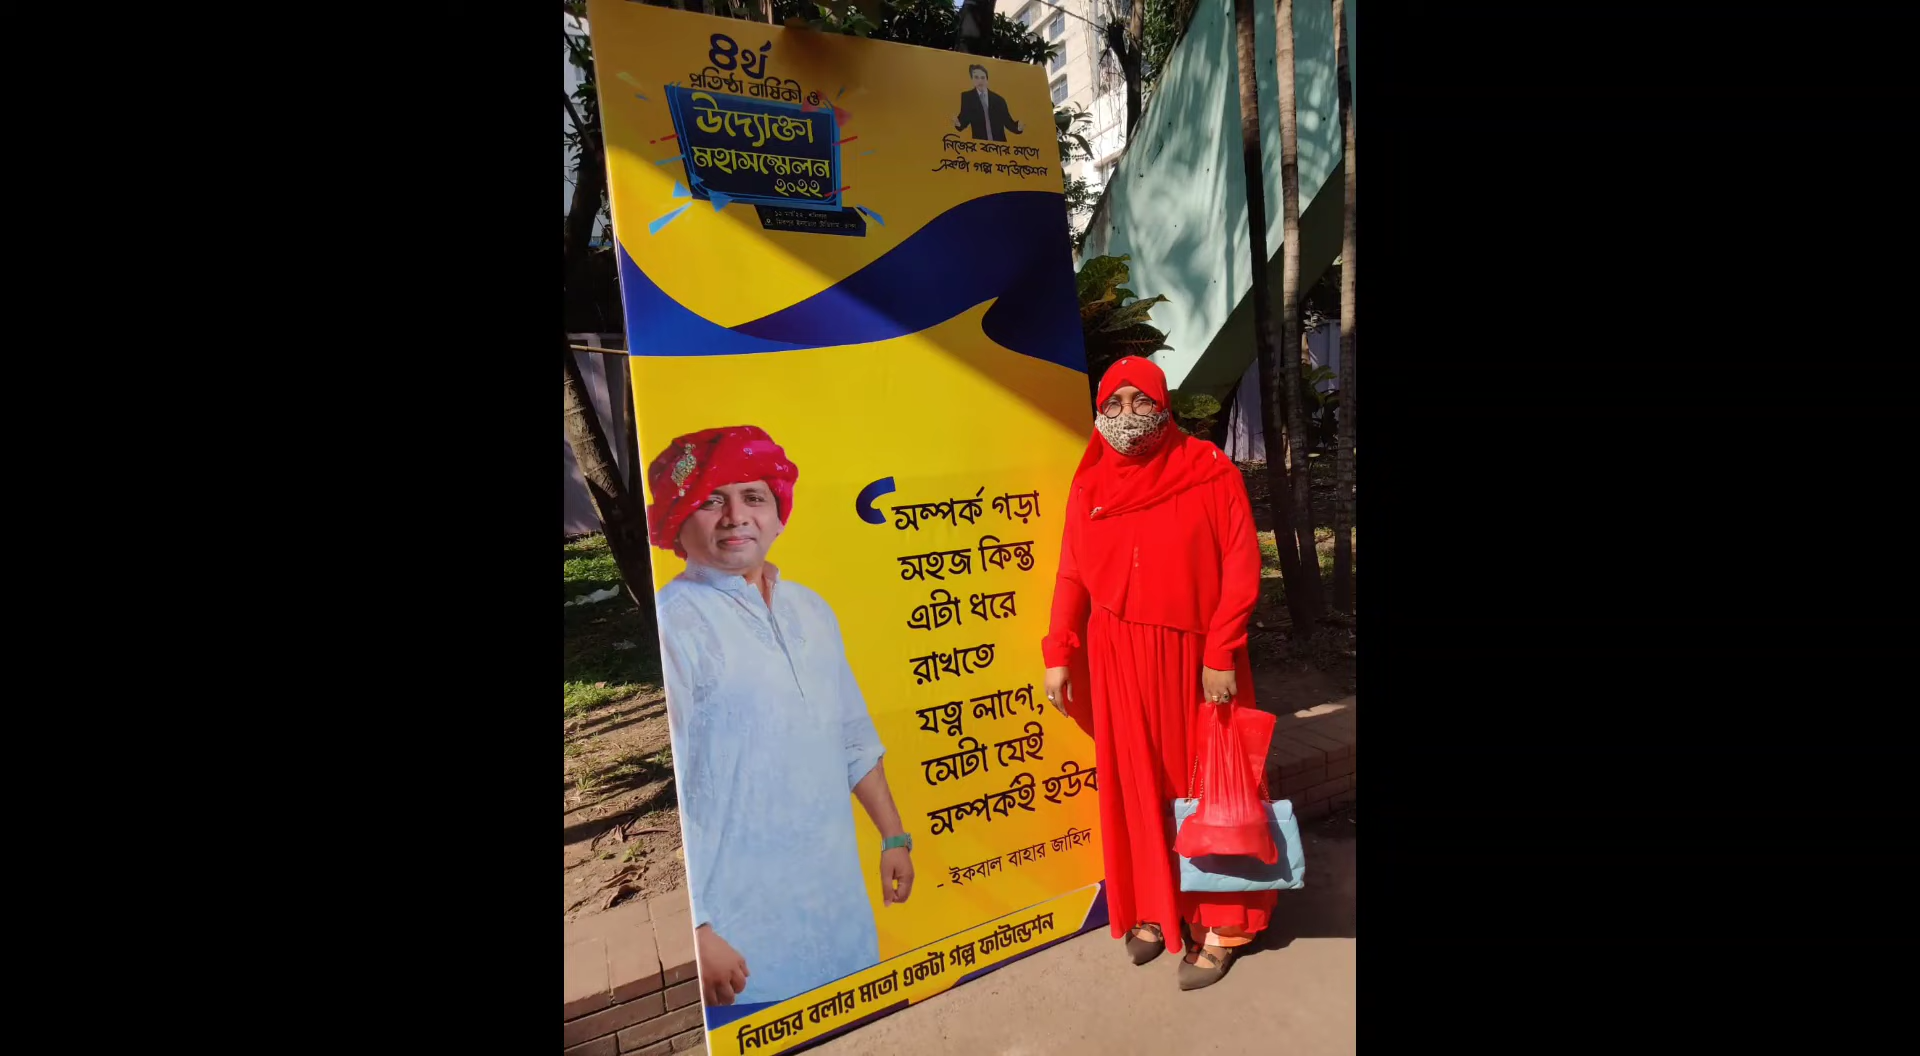 ৪র্থ
প্রতিষ্ঠা বার্ষিকী ও
উদ্যোক্তা
মহাসম্মেলন
২০২২
নিজের বলার মতো
একটা গল্প ফাউন্ডেশন
সম্পর্ক গড়া
সহজ কিন্তু
এটা ধরে
রাখতে
যত্ন লাগে,
সেটা যেই
সম্পর্কই হউক
- ইকবাল বাহার জাহিদ
নিজের বলার মতো একটা গল্প ফাউন্ডেশন